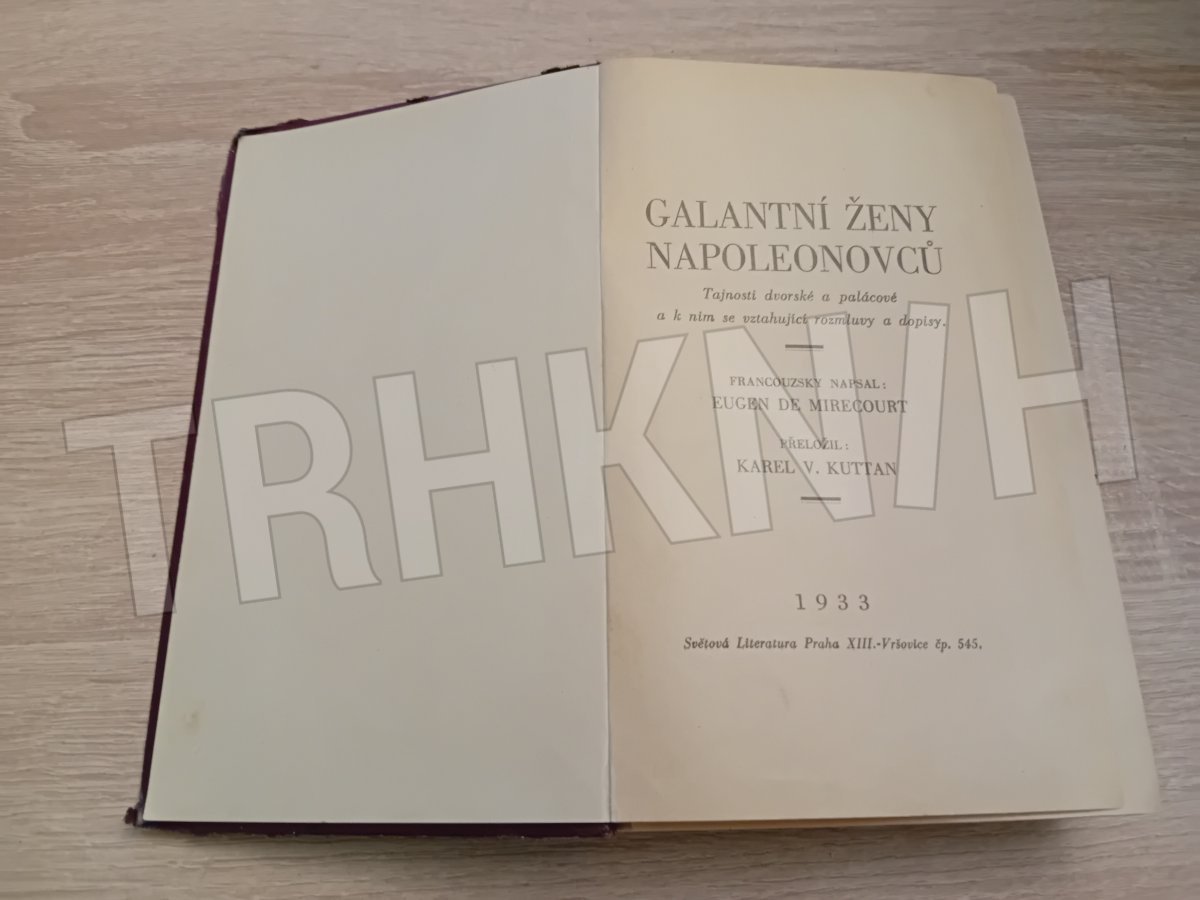 GALANTNÍ ŽENY
NAPOLEONOVCŮ
Tajnosti dvorské a palácové
a k nim se vztahující rozmluvy a dopisy.
FRANCOUZSKY NAPSAL:
EUGEN DE MIRECOURT
PŘELOŽIL:
KAREL V. KUTTAN
1933
Světová Literatura Praha XIII.-Vršovice čp. 545.
TRHKNIH